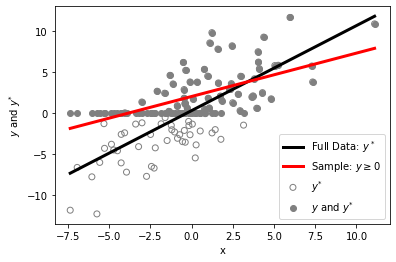 y and y*
10
5
0
−5
−10
−7.5
−5.0
−2.5
0.0
2.5
5.0
7.5
10.0
x
Full Data: y*
Sample: y ≥ 0
y*
y and y*